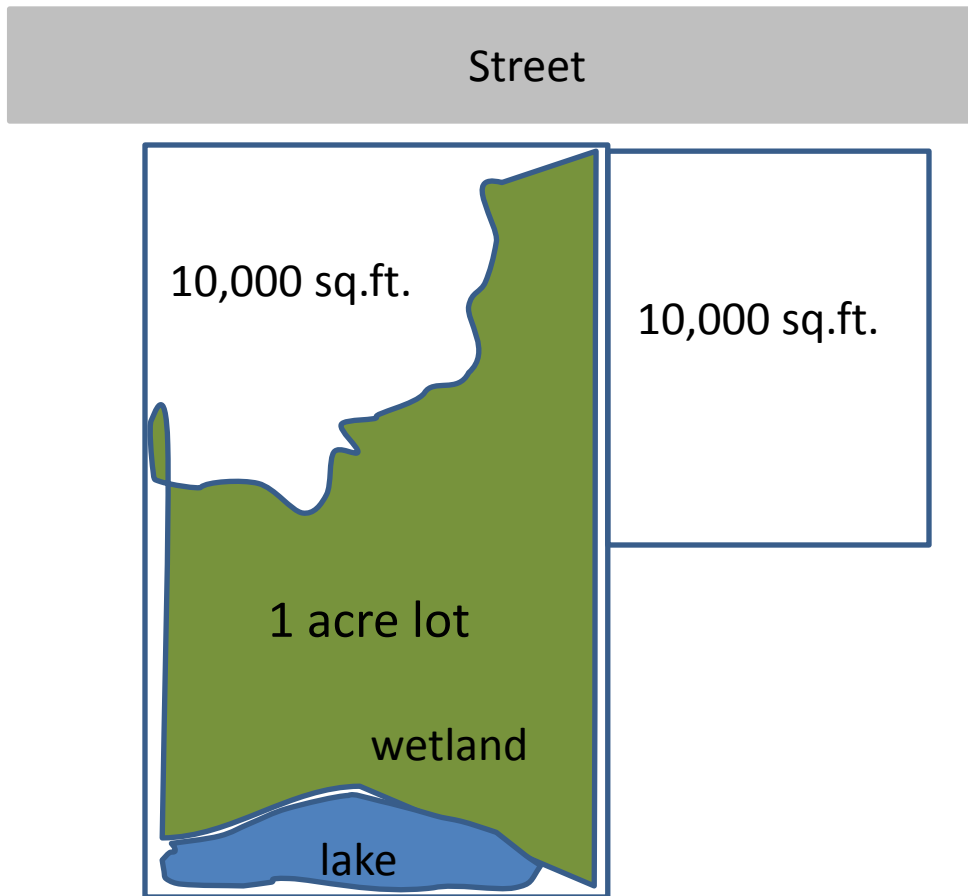 Street
10,000 sq.ft.
10,000 sq.ft.
1 acre lot
wetland
lake